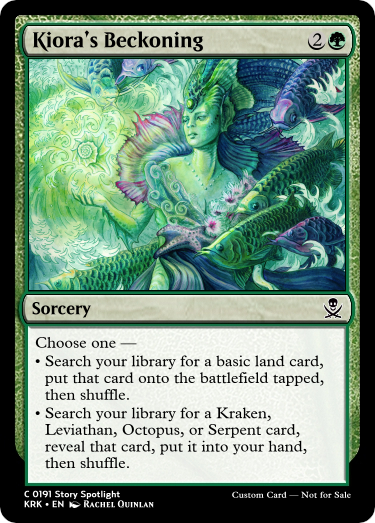 Kiora's Beckoning 2
Sorcery
Choose one —
• Search your library for a basic land card,
put that card onto the battlefield tapped,
then shuffle.
• Search your library for a Kraken,
Leviathan, Octopus, or Serpent card,
reveal that card, put it into your hand,
then shuffle.
C 0191 Story Spotlight
KRK • EN Rachel Quinlan
Custom Card — Not for Sale